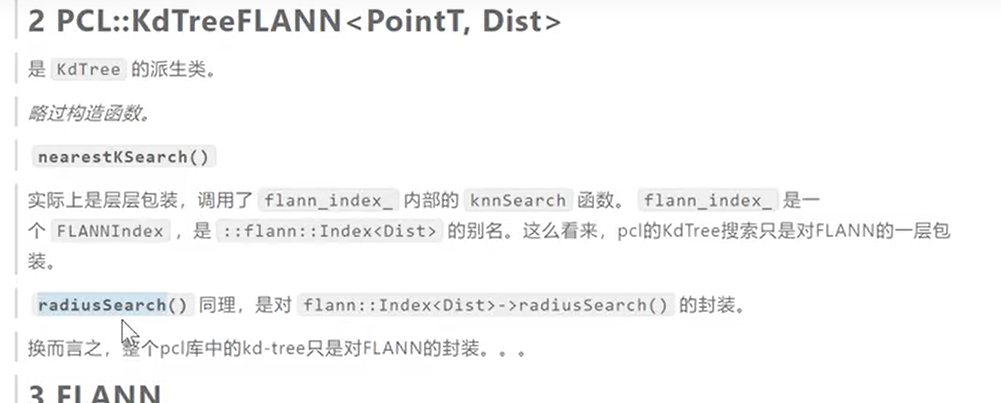 2 PCL::KdTreeFLANN<PointT, Dist>
是 KdTree 的派生类。
略过构造函数。
nearestKSearch()
实际上是层层包装，调用了 flann_index_ 内部的 knnSearch 函数。 flann_index_ 是一
个 FLANNIndex ，是 ::flann::Index<Dist> 的别名。这么看来，pcl的KdTree搜索只是对FLANN的一层包
装。
radiusSearch() 同理，是对 flann::Index<Dist>->radiusSearch() 的封装。
换而言之，整个pcl库中的kd-tree只是对FLANN的封装。。。
3 FLANN